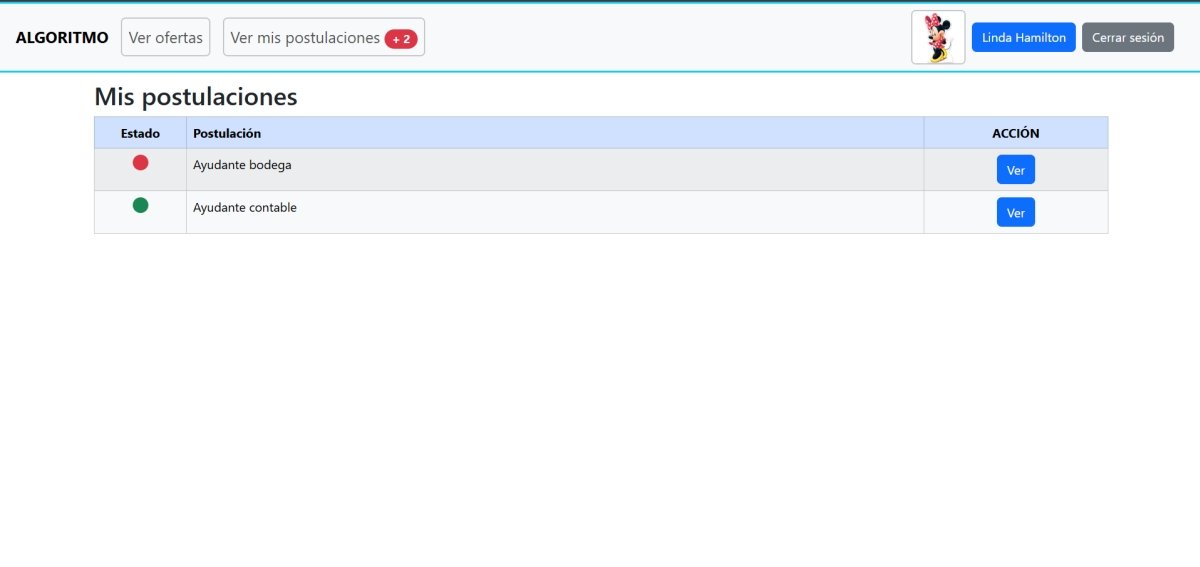 ALGORITMO Ver ofertas Ver mis postulaciones + 2 Linda Hamilton Cerrar sesión
Mis postulaciones
Estado Postulación ACCIÓN
Ayudante bodega Ver
Ayudante contable Ver